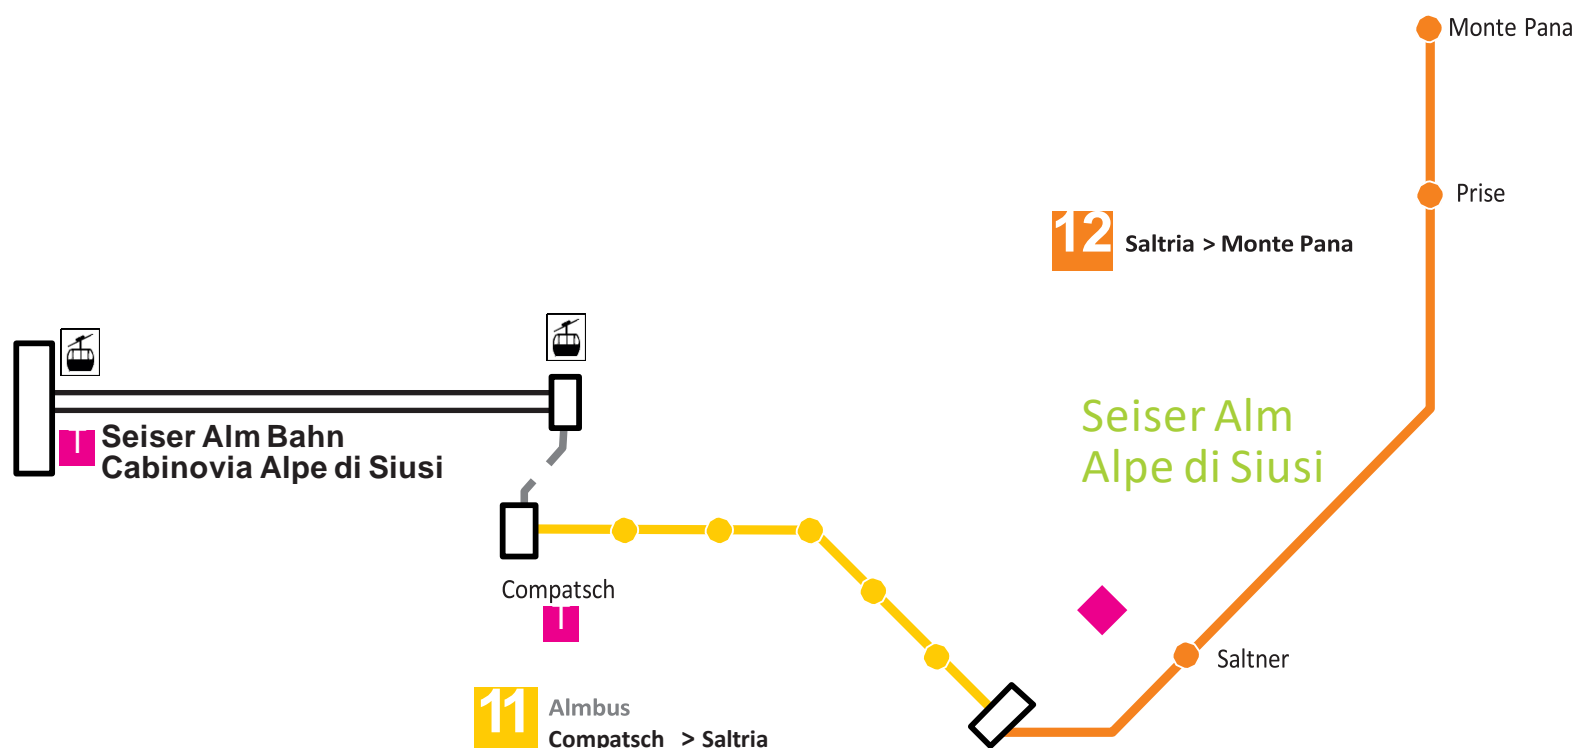 Monte Pana
Prise
12 Saltria > Monte Pana
Seiser Alm Bahn
Cabinovia Alpe di Siusi
Seiser Alm
Alpe di Siusi
Compatsch
Saltner
11 Almbus
Compatsch > Saltria